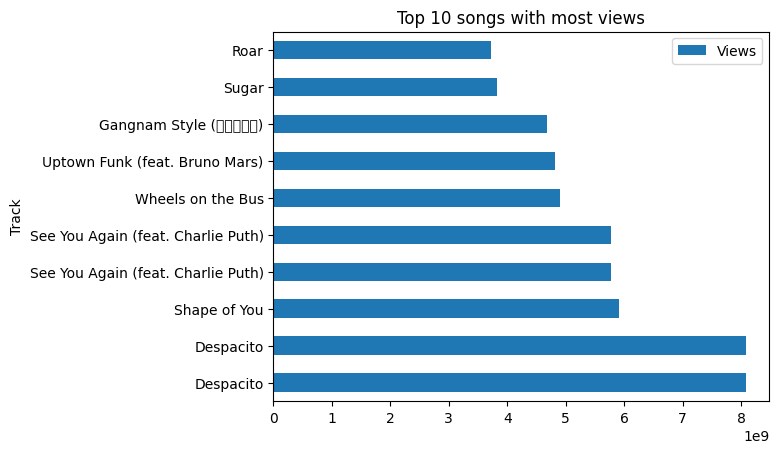 Top 10 songs with most views
Views
Track
Roar
Sugar
Gangnam Style (□□□□□)
Uptown Funk (feat. Bruno Mars)
Wheels on the Bus
See You Again (feat. Charlie Puth)
See You Again (feat. Charlie Puth)
Shape of You
Despacito
Despacito
0 1 2 3 4 5 6 7 8
1e9